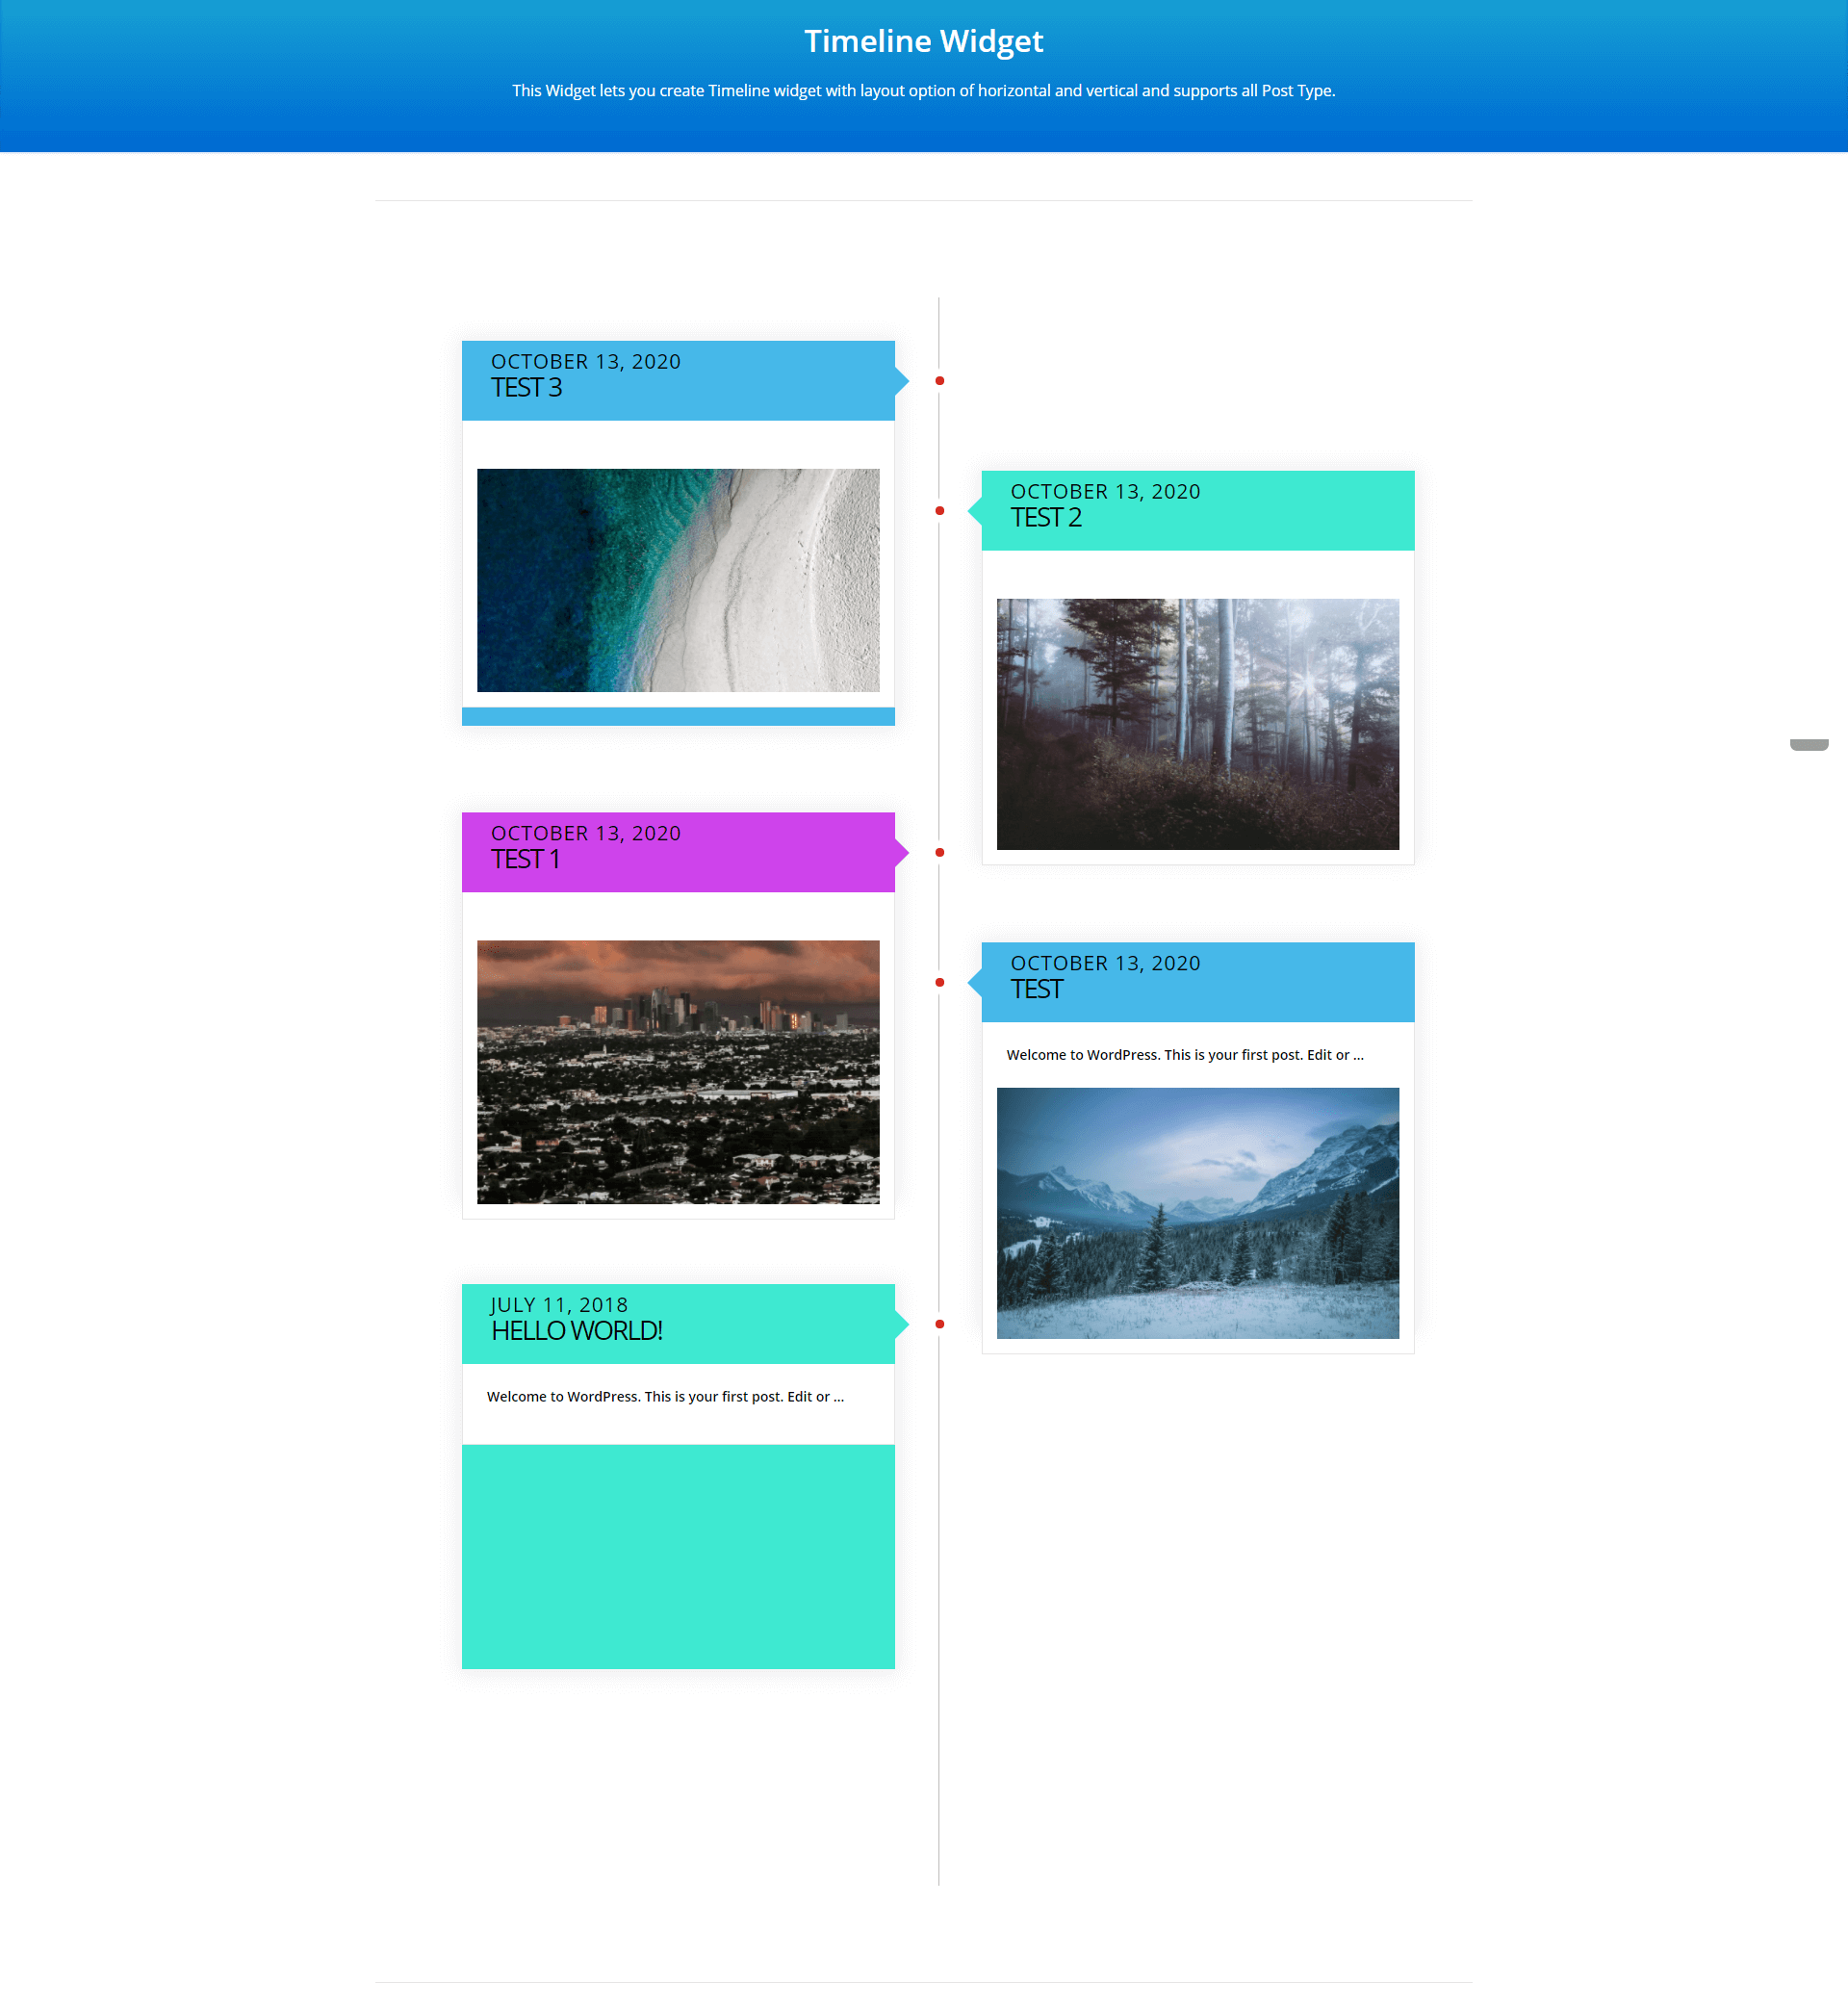 Timeline Widget
This Widget lets you create Timeline widget with layout option of horizontal and vertical and supports all Post Type.
OCTOBER 13, 2020
TEST 3
OCTOBER 13, 2020
TEST 2
OCTOBER 13, 2020
TEST 1
OCTOBER 13, 2020
TEST
Welcome to WordPress. This is your first post. Edit or ...
JULY 11, 2018
HELLO WORLD!
Welcome to WordPress. This is your first post. Edit or ...